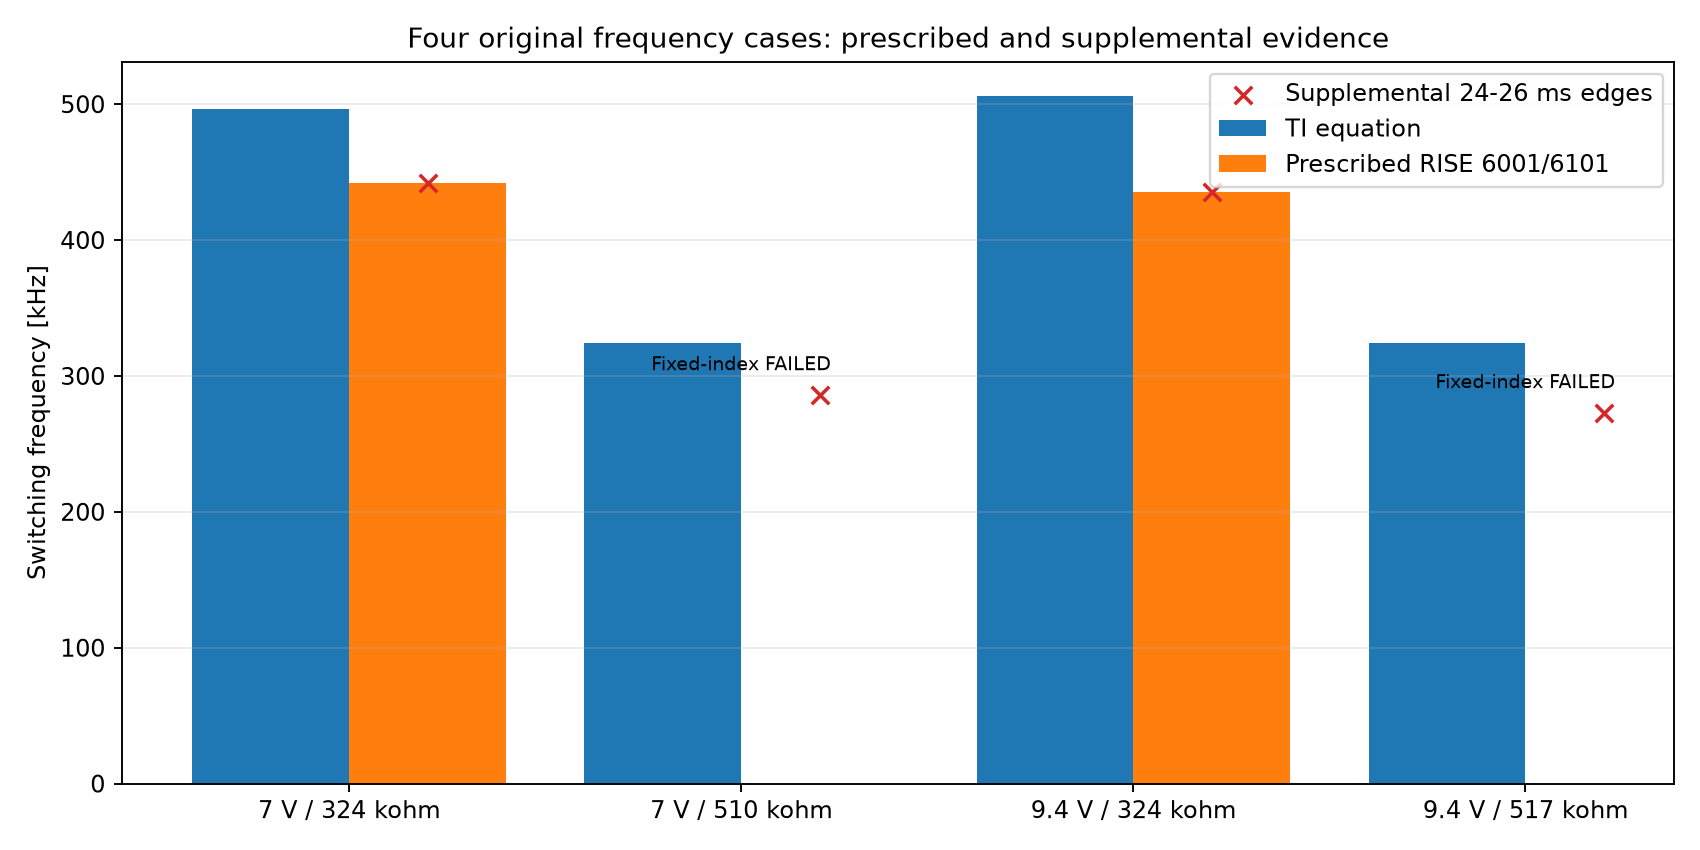 Four original frequency cases: prescribed and supplemental evidence
Supplemental 24-26 ms edges
TI equation
Prescribed RISE 6001/6101
Switching frequency [kHz]
500
400
300
200
100
0
Fixed-index FAILED
Fixed-index FAILED
7 V / 324 kohm
7 V / 510 kohm
9.4 V / 324 kohm
9.4 V / 517 kohm